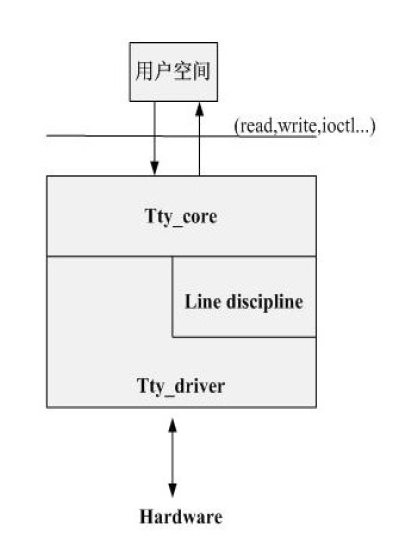 用户空间
(read,write,ioctl...)
Tty_core
Line discipline
Tty_driver
Hardware